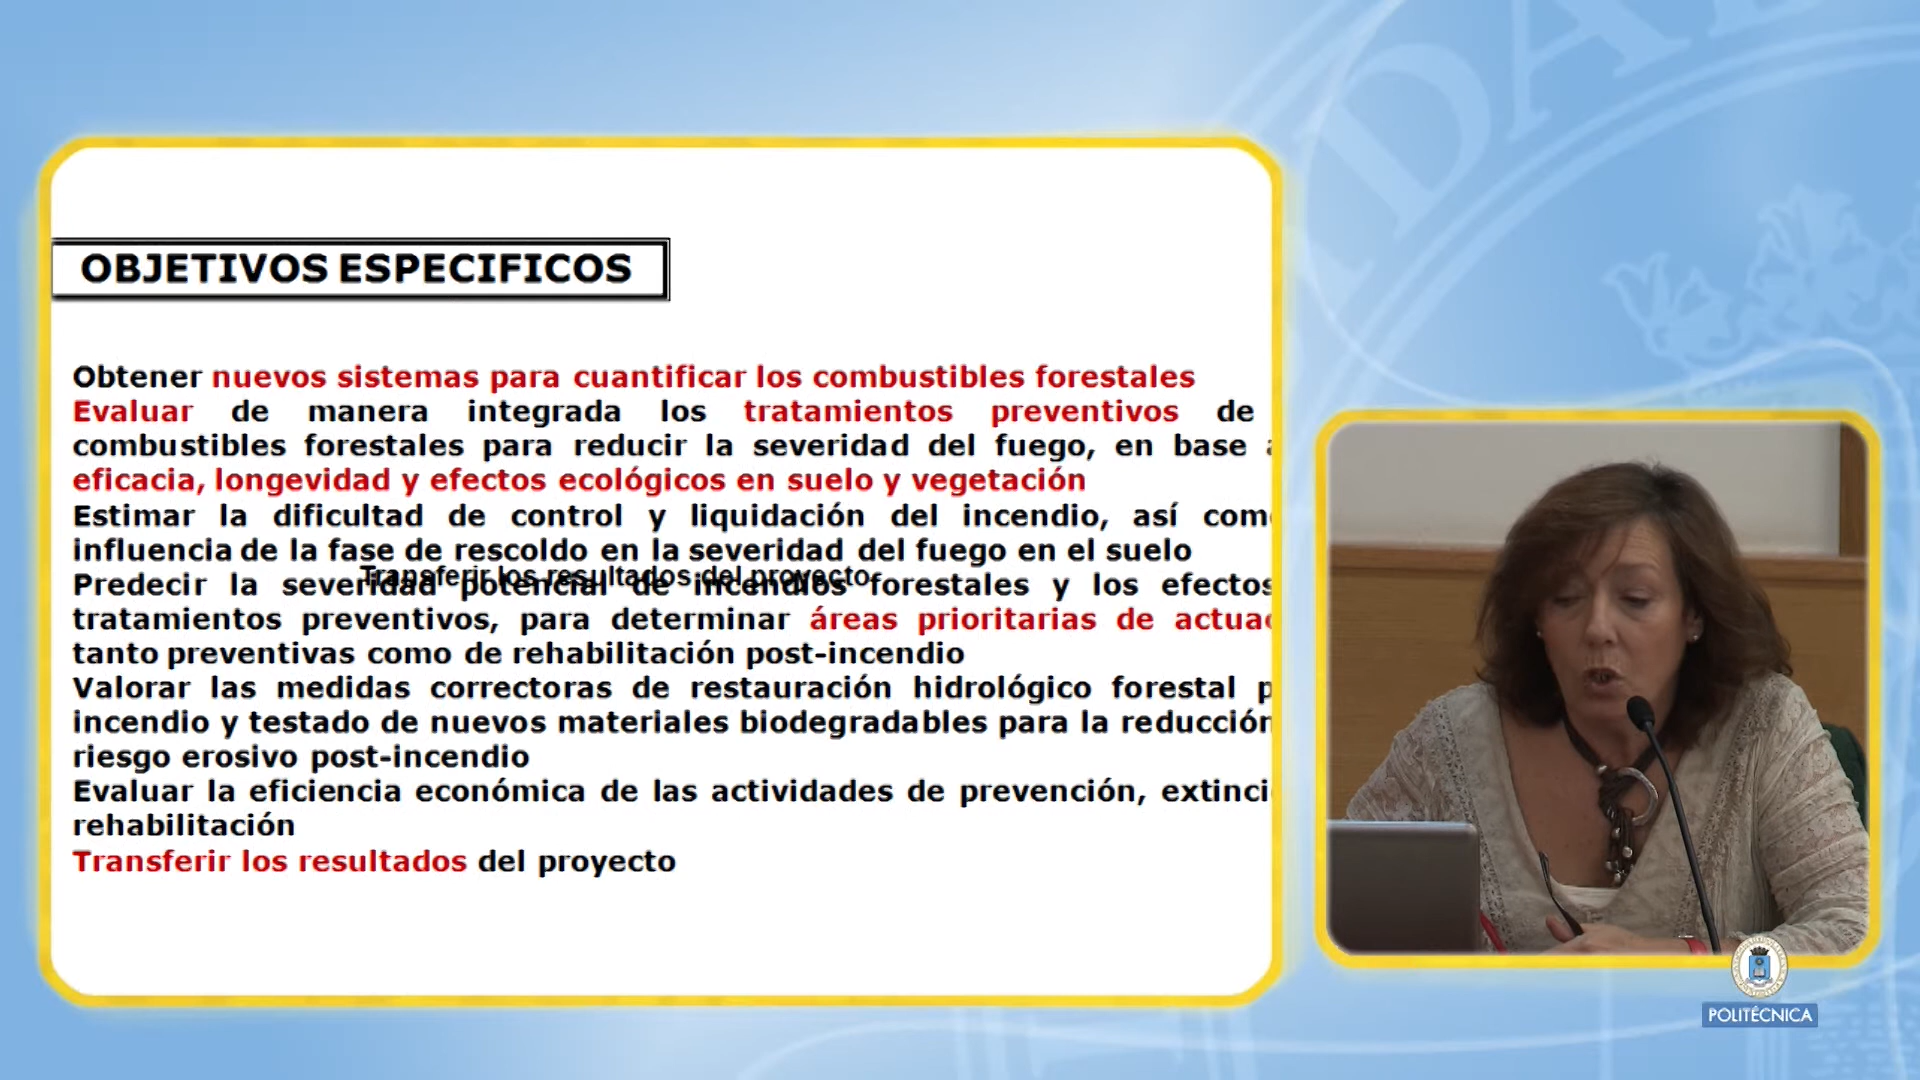 OBJETIVOS ESPECIFICOS
Obtener nuevos sistemas para cuantificar los combustibles forestales
Evaluar de manera integrada los tratamientos preventivos de
combustibles forestales para reducir la severidad del fuego, en base
eficacia, longevidad y efectos ecológicos en suelo y vegetación
Estimar la dificultad de control y liquidación del incendio, así com
influencia de la fase de rescoldo en la severidad del fuego en el suelo
Transferir los resultados del proyecto
Predecir la severidad potencial de incendios forestales y los efectos
tratamientos preventivos, para determinar áreas prioritarias de actua
tanto preventivas como de rehabilitación post-incendio
Valorar las medidas correctoras de restauración hidrológico forestal p
incendio y testado de nuevos materiales biodegradables para la reducción
riesgo erosivo post-incendio
Evaluar la eficiencia económica de las actividades de prevención, extinci
rehabilitación
Transferir los resultados del proyecto
POLITÉCNICA